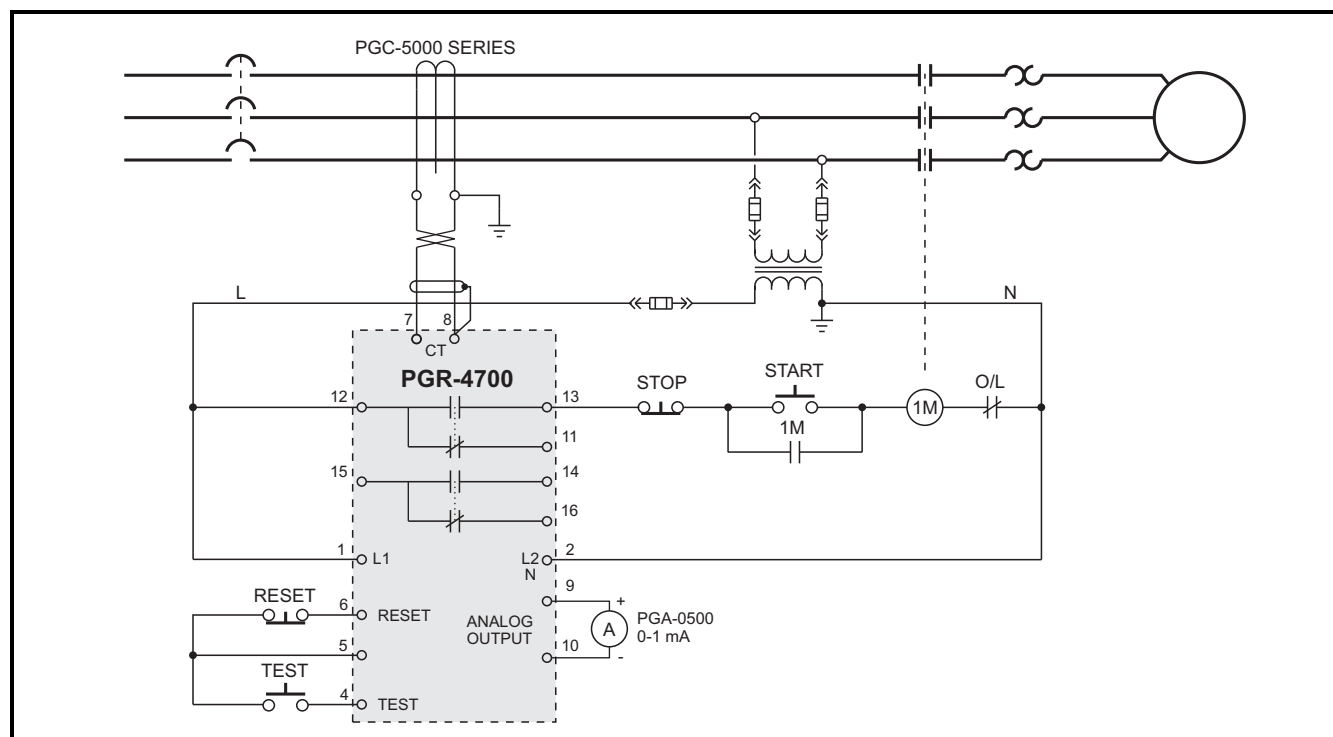 PGC-5000 SERIES
L
N
7
8
CT
PGR-4700
12
13
STOP
START
1M
1M
O/L
11
15
14
16
1
L1
L2
N
2
RESET
6
RESET
9
ANALOG
OUTPUT
+
A
PGA-0500
0-1 mA
-
10
5
TEST
4
TEST